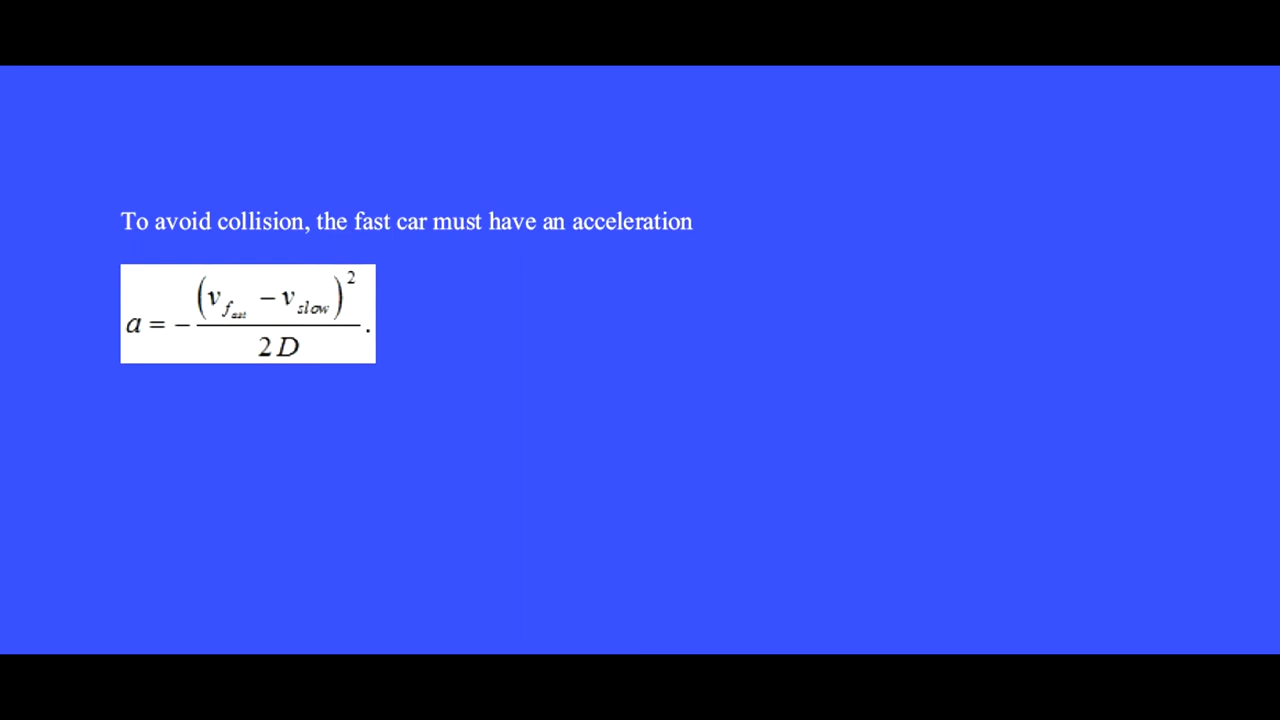 To avoid collision, the fast car must have an acceleration
a = − (v_fast − v_slow)² / 2D .